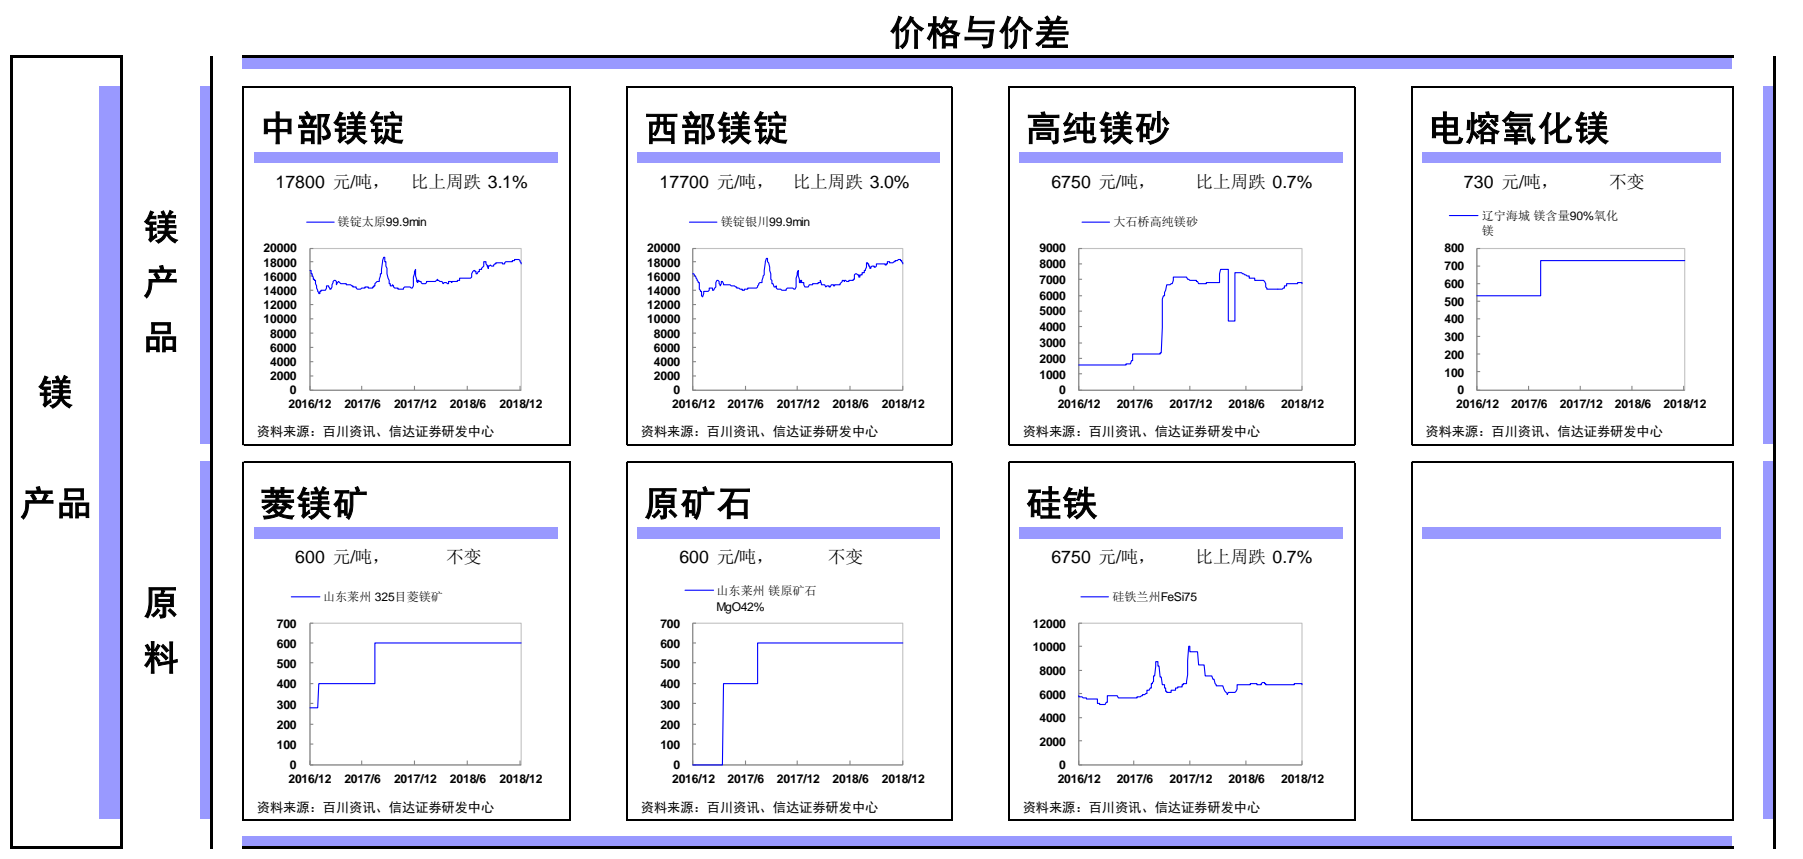 价格与价差
镁
产品
镁
产
品
原
料
中部镁锭
17800 元/吨， 比上周跌 3.1%
镁锭太原99.9min
20000
18000
16000
14000
12000
10000
8000
6000
4000
2000
0
2016/12 2017/6 2017/12 2018/6 2018/12
资料来源：百川资讯、信达证券研发中心
西部镁锭
17700 元/吨， 比上周跌 3.0%
镁锭银川99.9min
20000
18000
16000
14000
12000
10000
8000
6000
4000
2000
0
2016/12 2017/6 2017/12 2018/6 2018/12
资料来源：百川资讯、信达证券研发中心
高纯镁砂
6750 元/吨， 比上周跌 0.7%
大石桥高纯镁砂
9000
8000
7000
6000
5000
4000
3000
2000
1000
0
2016/12 2017/6 2017/12 2018/6 2018/12
资料来源：百川资讯、信达证券研发中心
电熔氧化镁
730 元/吨， 不变
辽宁海城 镁含量90%氧化
镁
800
700
600
500
400
300
200
100
0
2016/12 2017/6 2017/12 2018/6 2018/12
资料来源：百川资讯、信达证券研发中心
菱镁矿
600 元/吨， 不变
山东莱州 325目菱镁矿
700
600
500
400
300
200
100
0
2016/12 2017/6 2017/12 2018/6 2018/12
资料来源：百川资讯、信达证券研发中心
原矿石
600 元/吨， 不变
山东莱州 镁原矿石
MgO42%
700
600
500
400
300
200
100
0
2016/12 2017/6 2017/12 2018/6 2018/12
资料来源：百川资讯、信达证券研发中心
硅铁
6750 元/吨， 比上周跌 0.7%
硅铁兰州FeSi75
12000
10000
8000
6000
4000
2000
0
2016/12 2017/6 2017/12 2018/6 2018/12
资料来源：百川资讯、信达证券研发中心